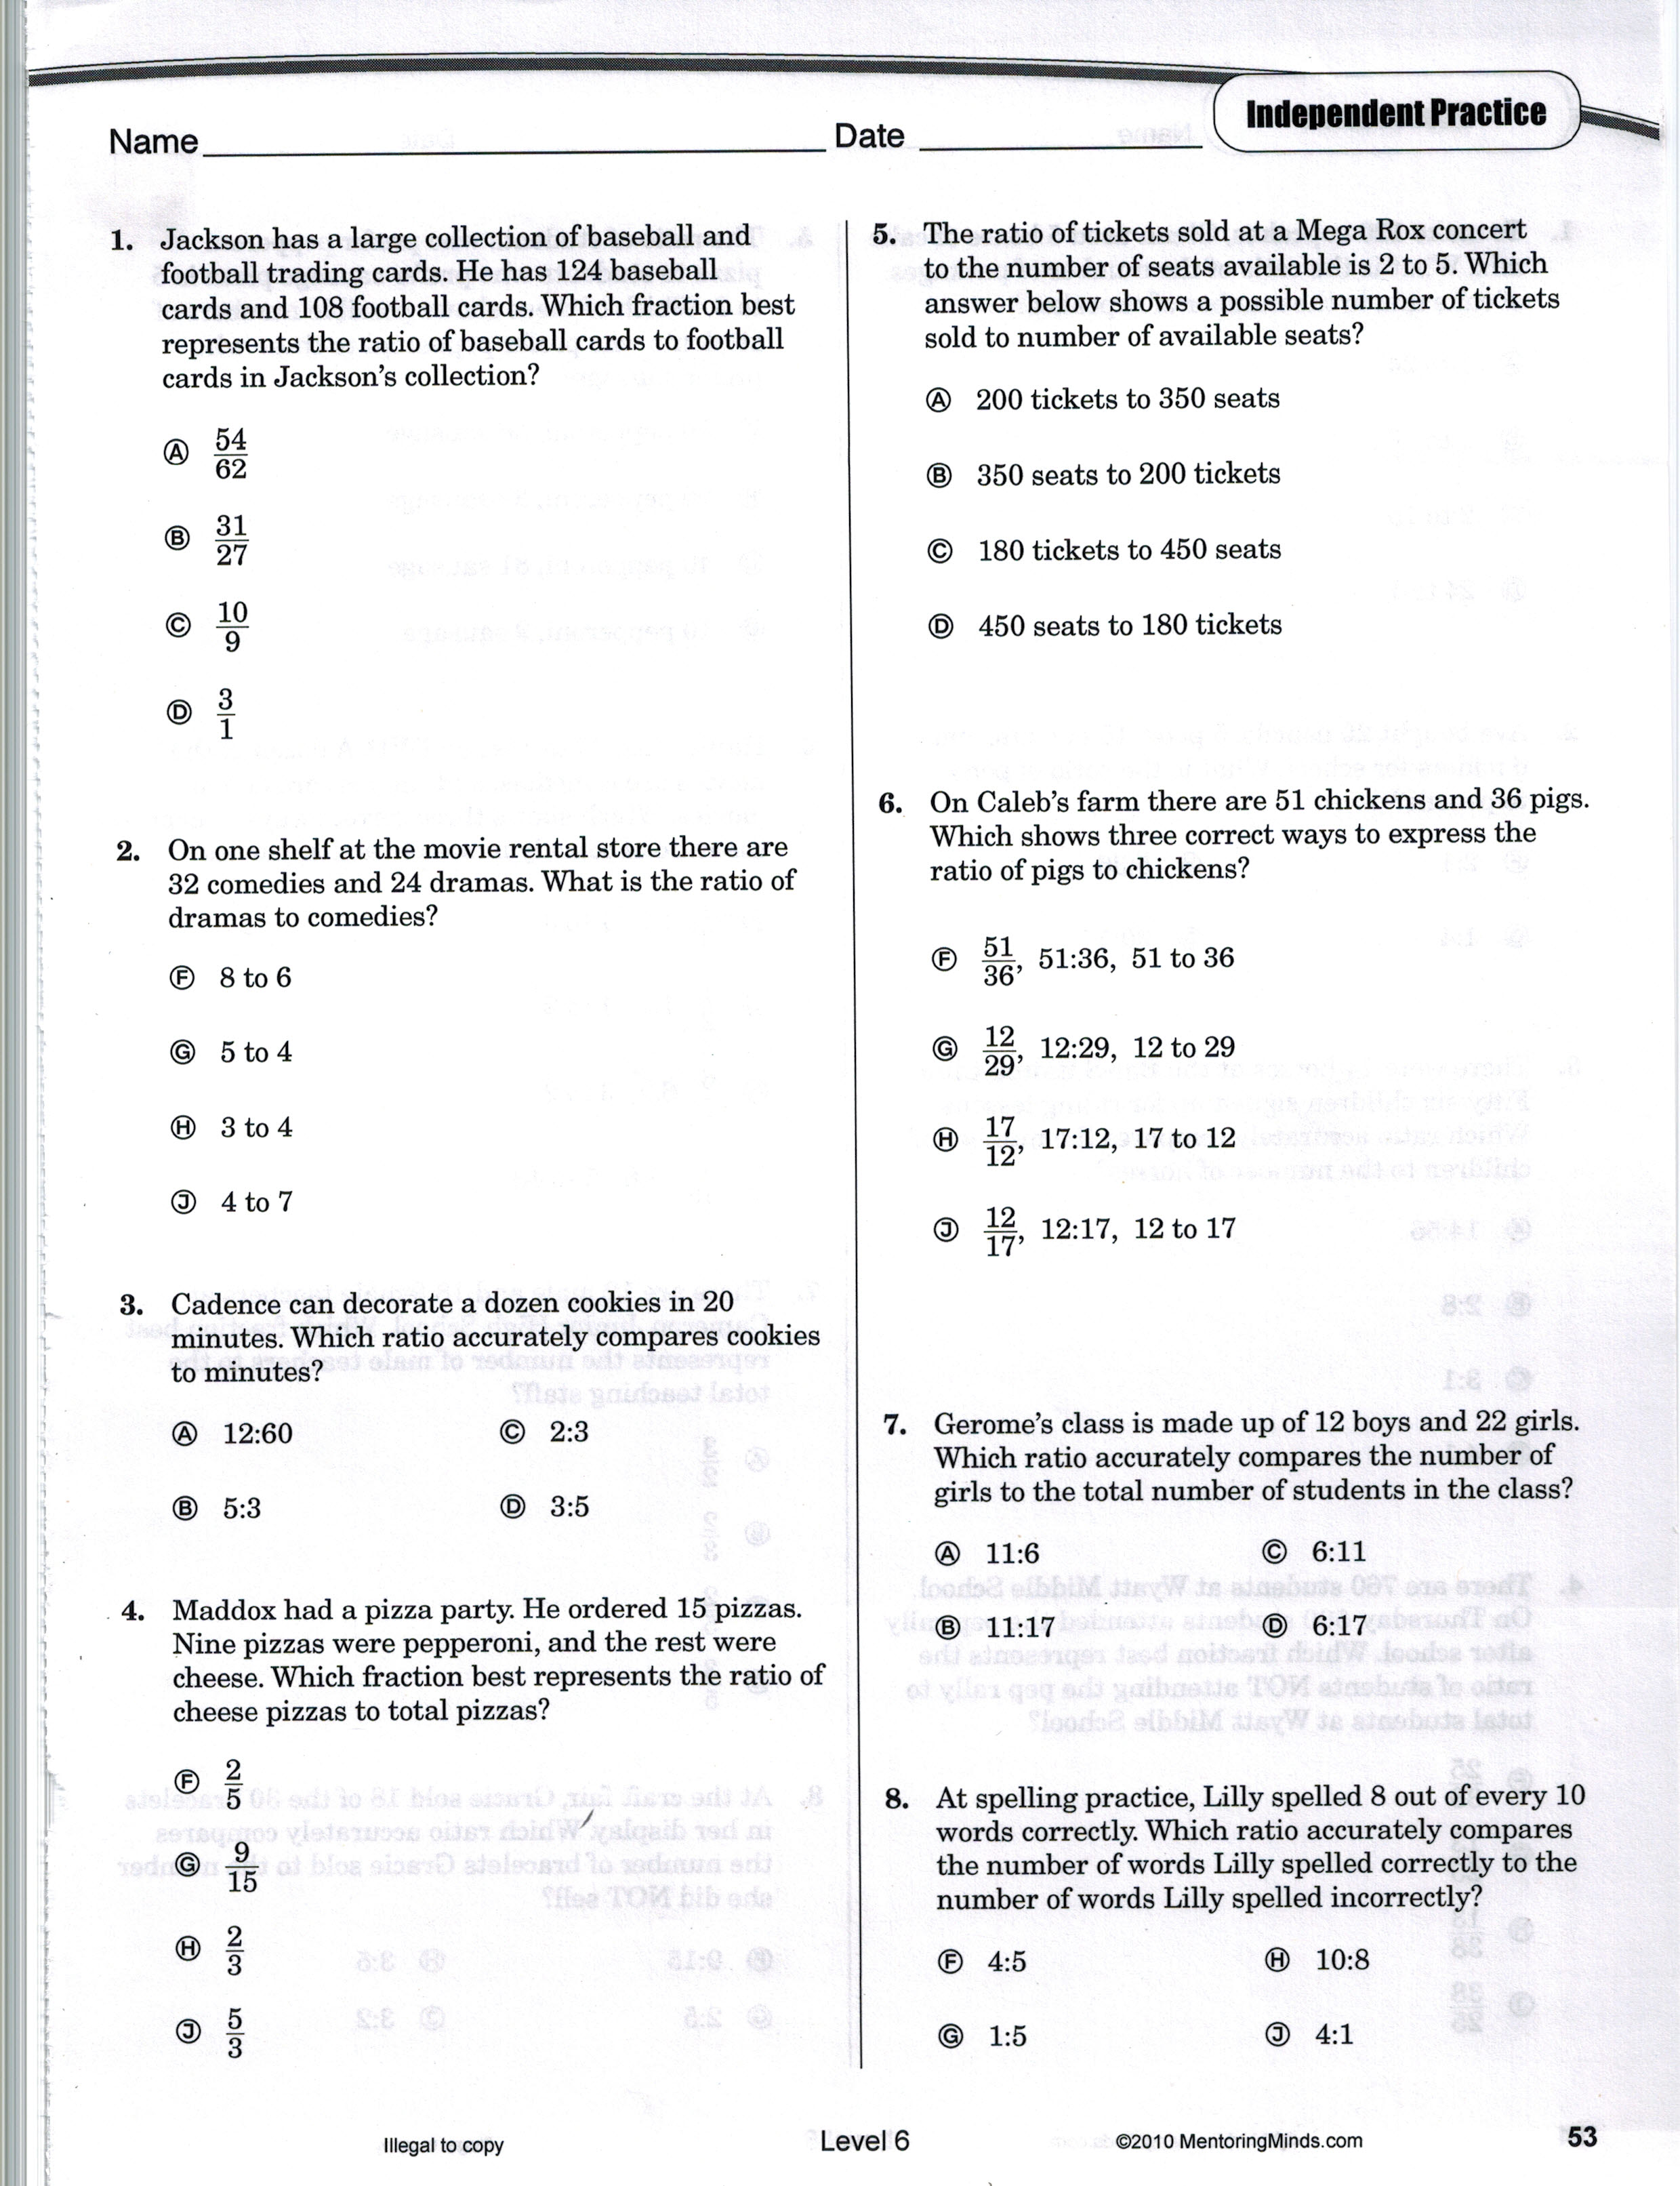 Independent Practice
Name Date
1. Jackson has a large collection of baseball and
football trading cards. He has 124 baseball
cards and 108 football cards. Which fraction best
represents the ratio of baseball cards to football
cards in Jackson's collection?
Ⓐ 54/62
Ⓑ 31/27
Ⓒ 10/9
Ⓓ 3/1
2. On one shelf at the movie rental store there are
32 comedies and 24 dramas. What is the ratio of
dramas to comedies?
Ⓕ 8 to 6
Ⓖ 5 to 4
Ⓗ 3 to 4
Ⓙ 4 to 7
3. Cadence can decorate a dozen cookies in 20
minutes. Which ratio accurately compares cookies
to minutes?
Ⓐ 12:60 Ⓒ 2:3
Ⓑ 5:3 Ⓓ 3:5
4. Maddox had a pizza party. He ordered 15 pizzas.
Nine pizzas were pepperoni, and the rest were
cheese. Which fraction best represents the ratio of
cheese pizzas to total pizzas?
Ⓕ 2/5
Ⓖ 9/15
Ⓗ 2/3
Ⓙ 5/3
5. The ratio of tickets sold at a Mega Rox concert
to the number of seats available is 2 to 5. Which
answer below shows a possible number of tickets
sold to number of available seats?
Ⓐ 200 tickets to 350 seats
Ⓑ 350 seats to 200 tickets
Ⓒ 180 tickets to 450 seats
Ⓓ 450 seats to 180 tickets
6. On Caleb's farm there are 51 chickens and 36 pigs.
Which shows three correct ways to express the
ratio of pigs to chickens?
Ⓕ 51/36, 51:36, 51 to 36
Ⓖ 12/29, 12:29, 12 to 29
Ⓗ 17/12, 17:12, 17 to 12
Ⓙ 12/17, 12:17, 12 to 17
7. Gerome's class is made up of 12 boys and 22 girls.
Which ratio accurately compares the number of
girls to the total number of students in the class?
Ⓐ 11:6 Ⓒ 6:11
Ⓑ 11:17 Ⓓ 6:17
8. At spelling practice, Lilly spelled 8 out of every 10
words correctly. Which ratio accurately compares
the number of words Lilly spelled correctly to the
number of words Lilly spelled incorrectly?
Ⓕ 4:5 Ⓗ 10:8
Ⓖ 1:5 Ⓙ 4:1
Illegal to copy Level 6 ©2010 MentoringMinds.com 53